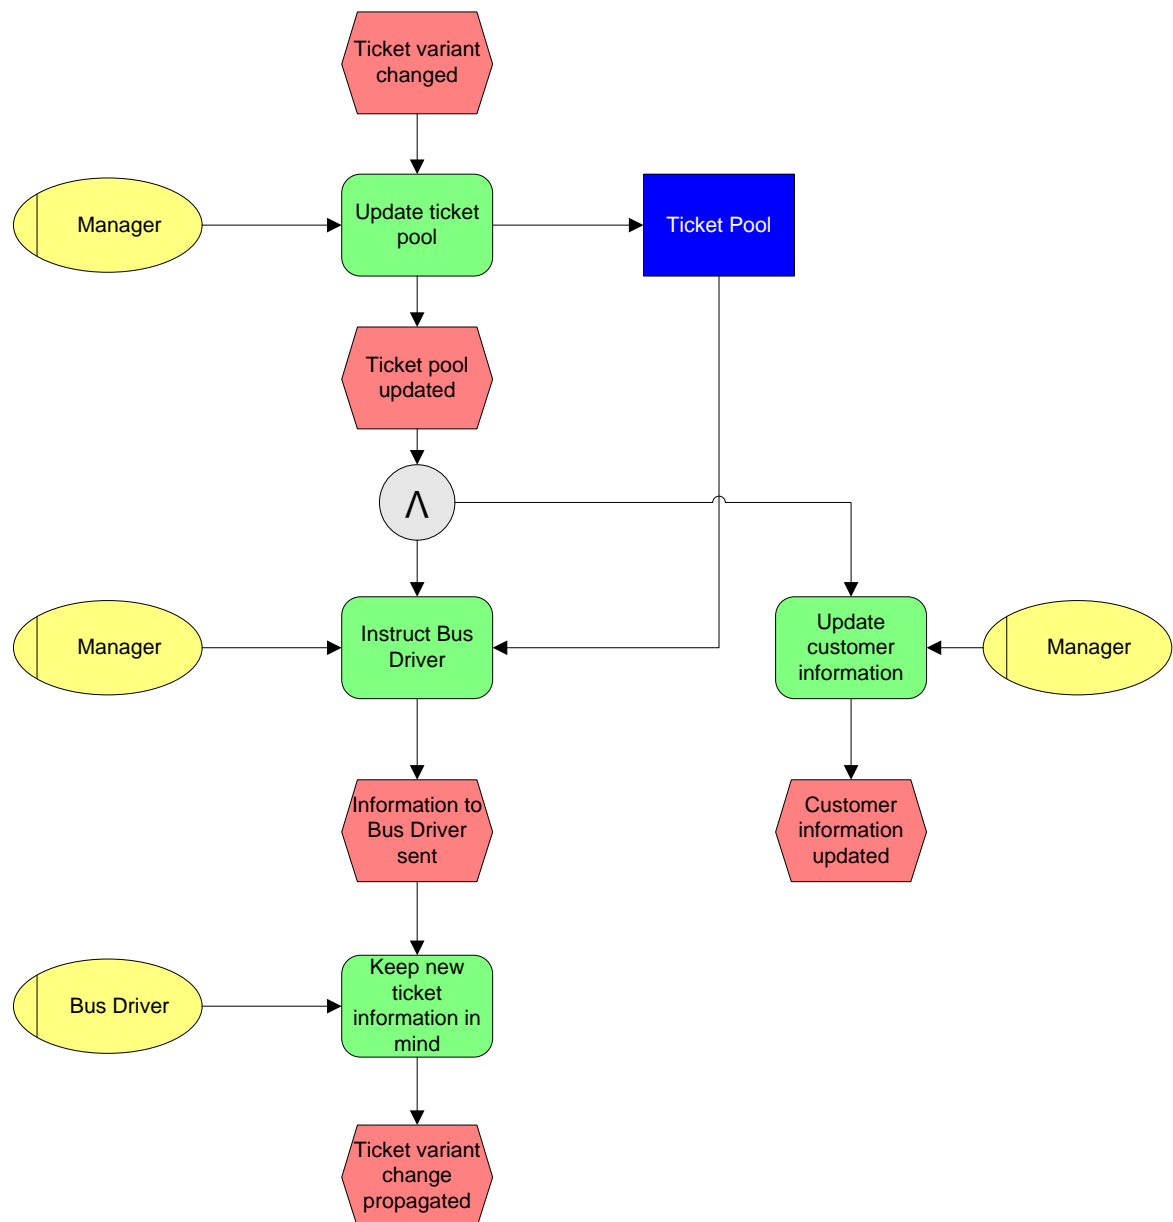 Ticket variant
changed
Manager
Update ticket
pool
Ticket Pool
Ticket pool
updated
Λ
Manager
Instruct Bus
Driver
Update
customer
information
Manager
Information to
Bus Driver
sent
Customer
information
updated
Bus Driver
Keep new
ticket
information in
mind
Ticket variant
change
propagated